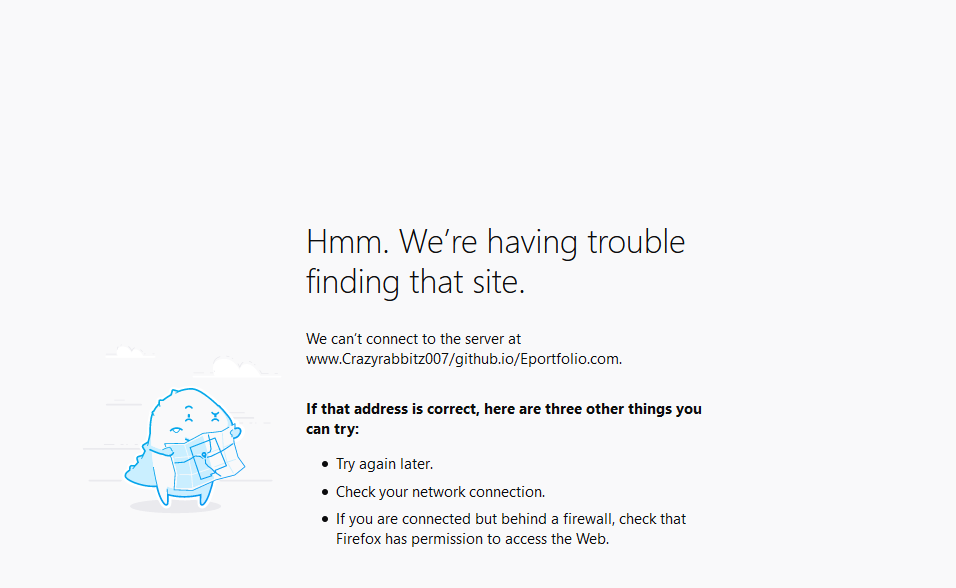 Hmm. We’re having trouble
finding that site.
We can’t connect to the server at
www.Crazyrabbitz007/github.io/Eportfolio.com.
If that address is correct, here are three other things you
can try:
Try again later.
Check your network connection.
If you are connected but behind a firewall, check that
Firefox has permission to access the Web.